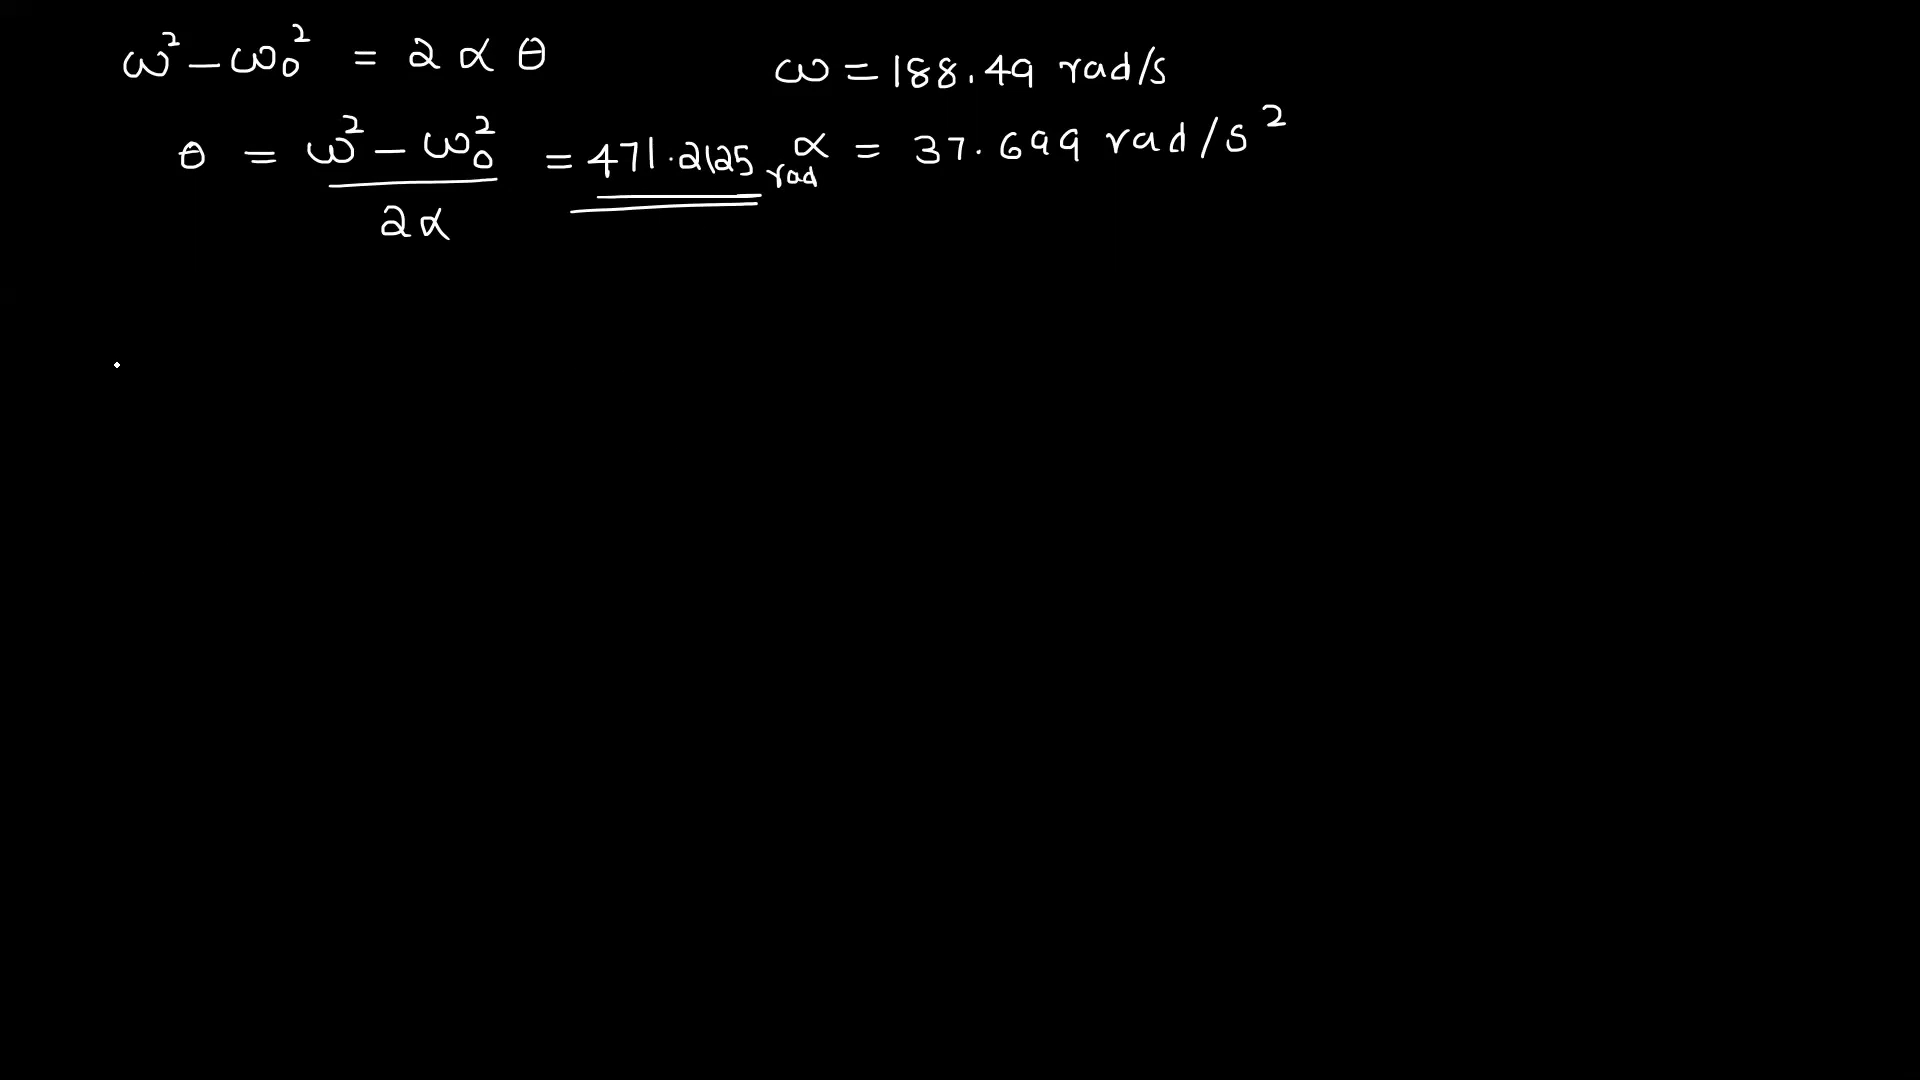 ω² - ω₀² = 2 α θ
ω = 188.49 rad/s
θ = ω² - ω₀² / 2α = 471.2125 rad
α = 37.699 rad/s²